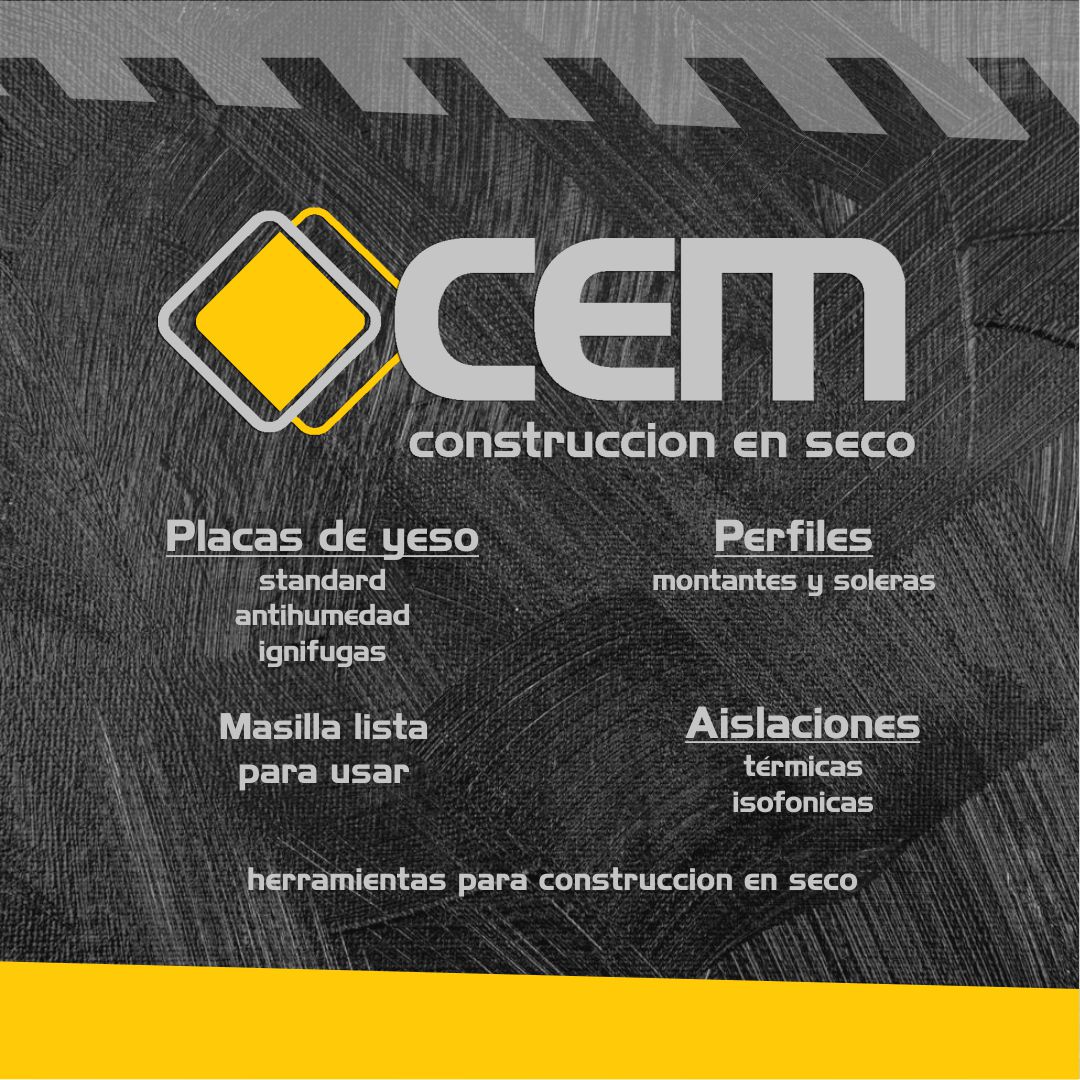 CEM
construccion en seco
Placas de yeso
standard
antihumedad
ignifugas
Perfiles
montantes y soleras
Masilla lista
para usar
Aislaciones
térmicas
isofonicas
herramientas para construccion en seco